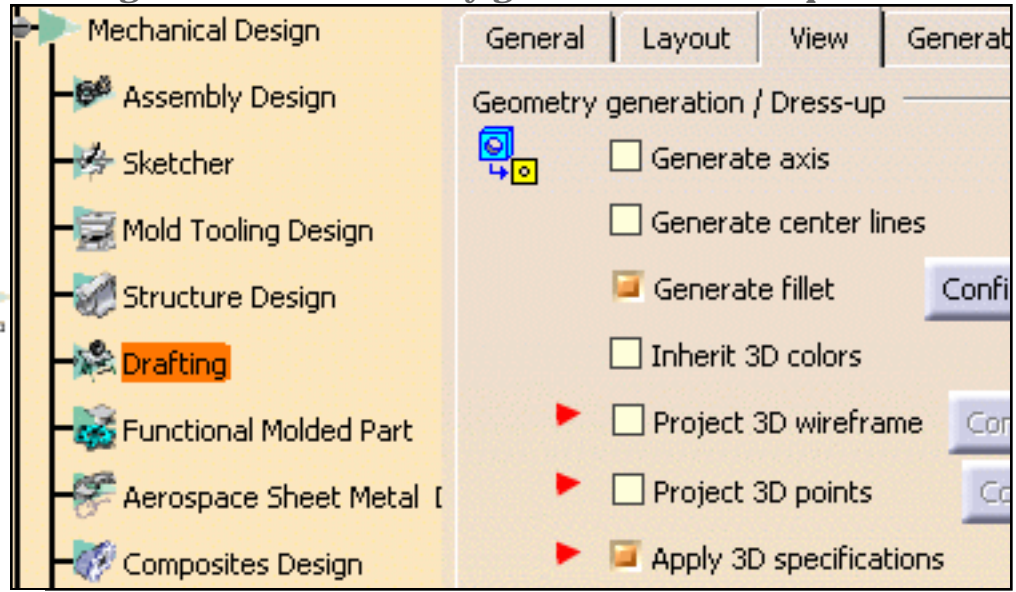 Mechanical Design
Assembly Design
Sketcher
Mold Tooling Design
Structure Design
Drafting
Functional Molded Part
Aerospace Sheet Metal
Composites Design
General
Layout
View
Geometry generation / Dress-up
Generate axis
Generate center lines
Generate fillet
Inherit 3D colors
Project 3D wireframe
Project 3D points
Apply 3D specifications